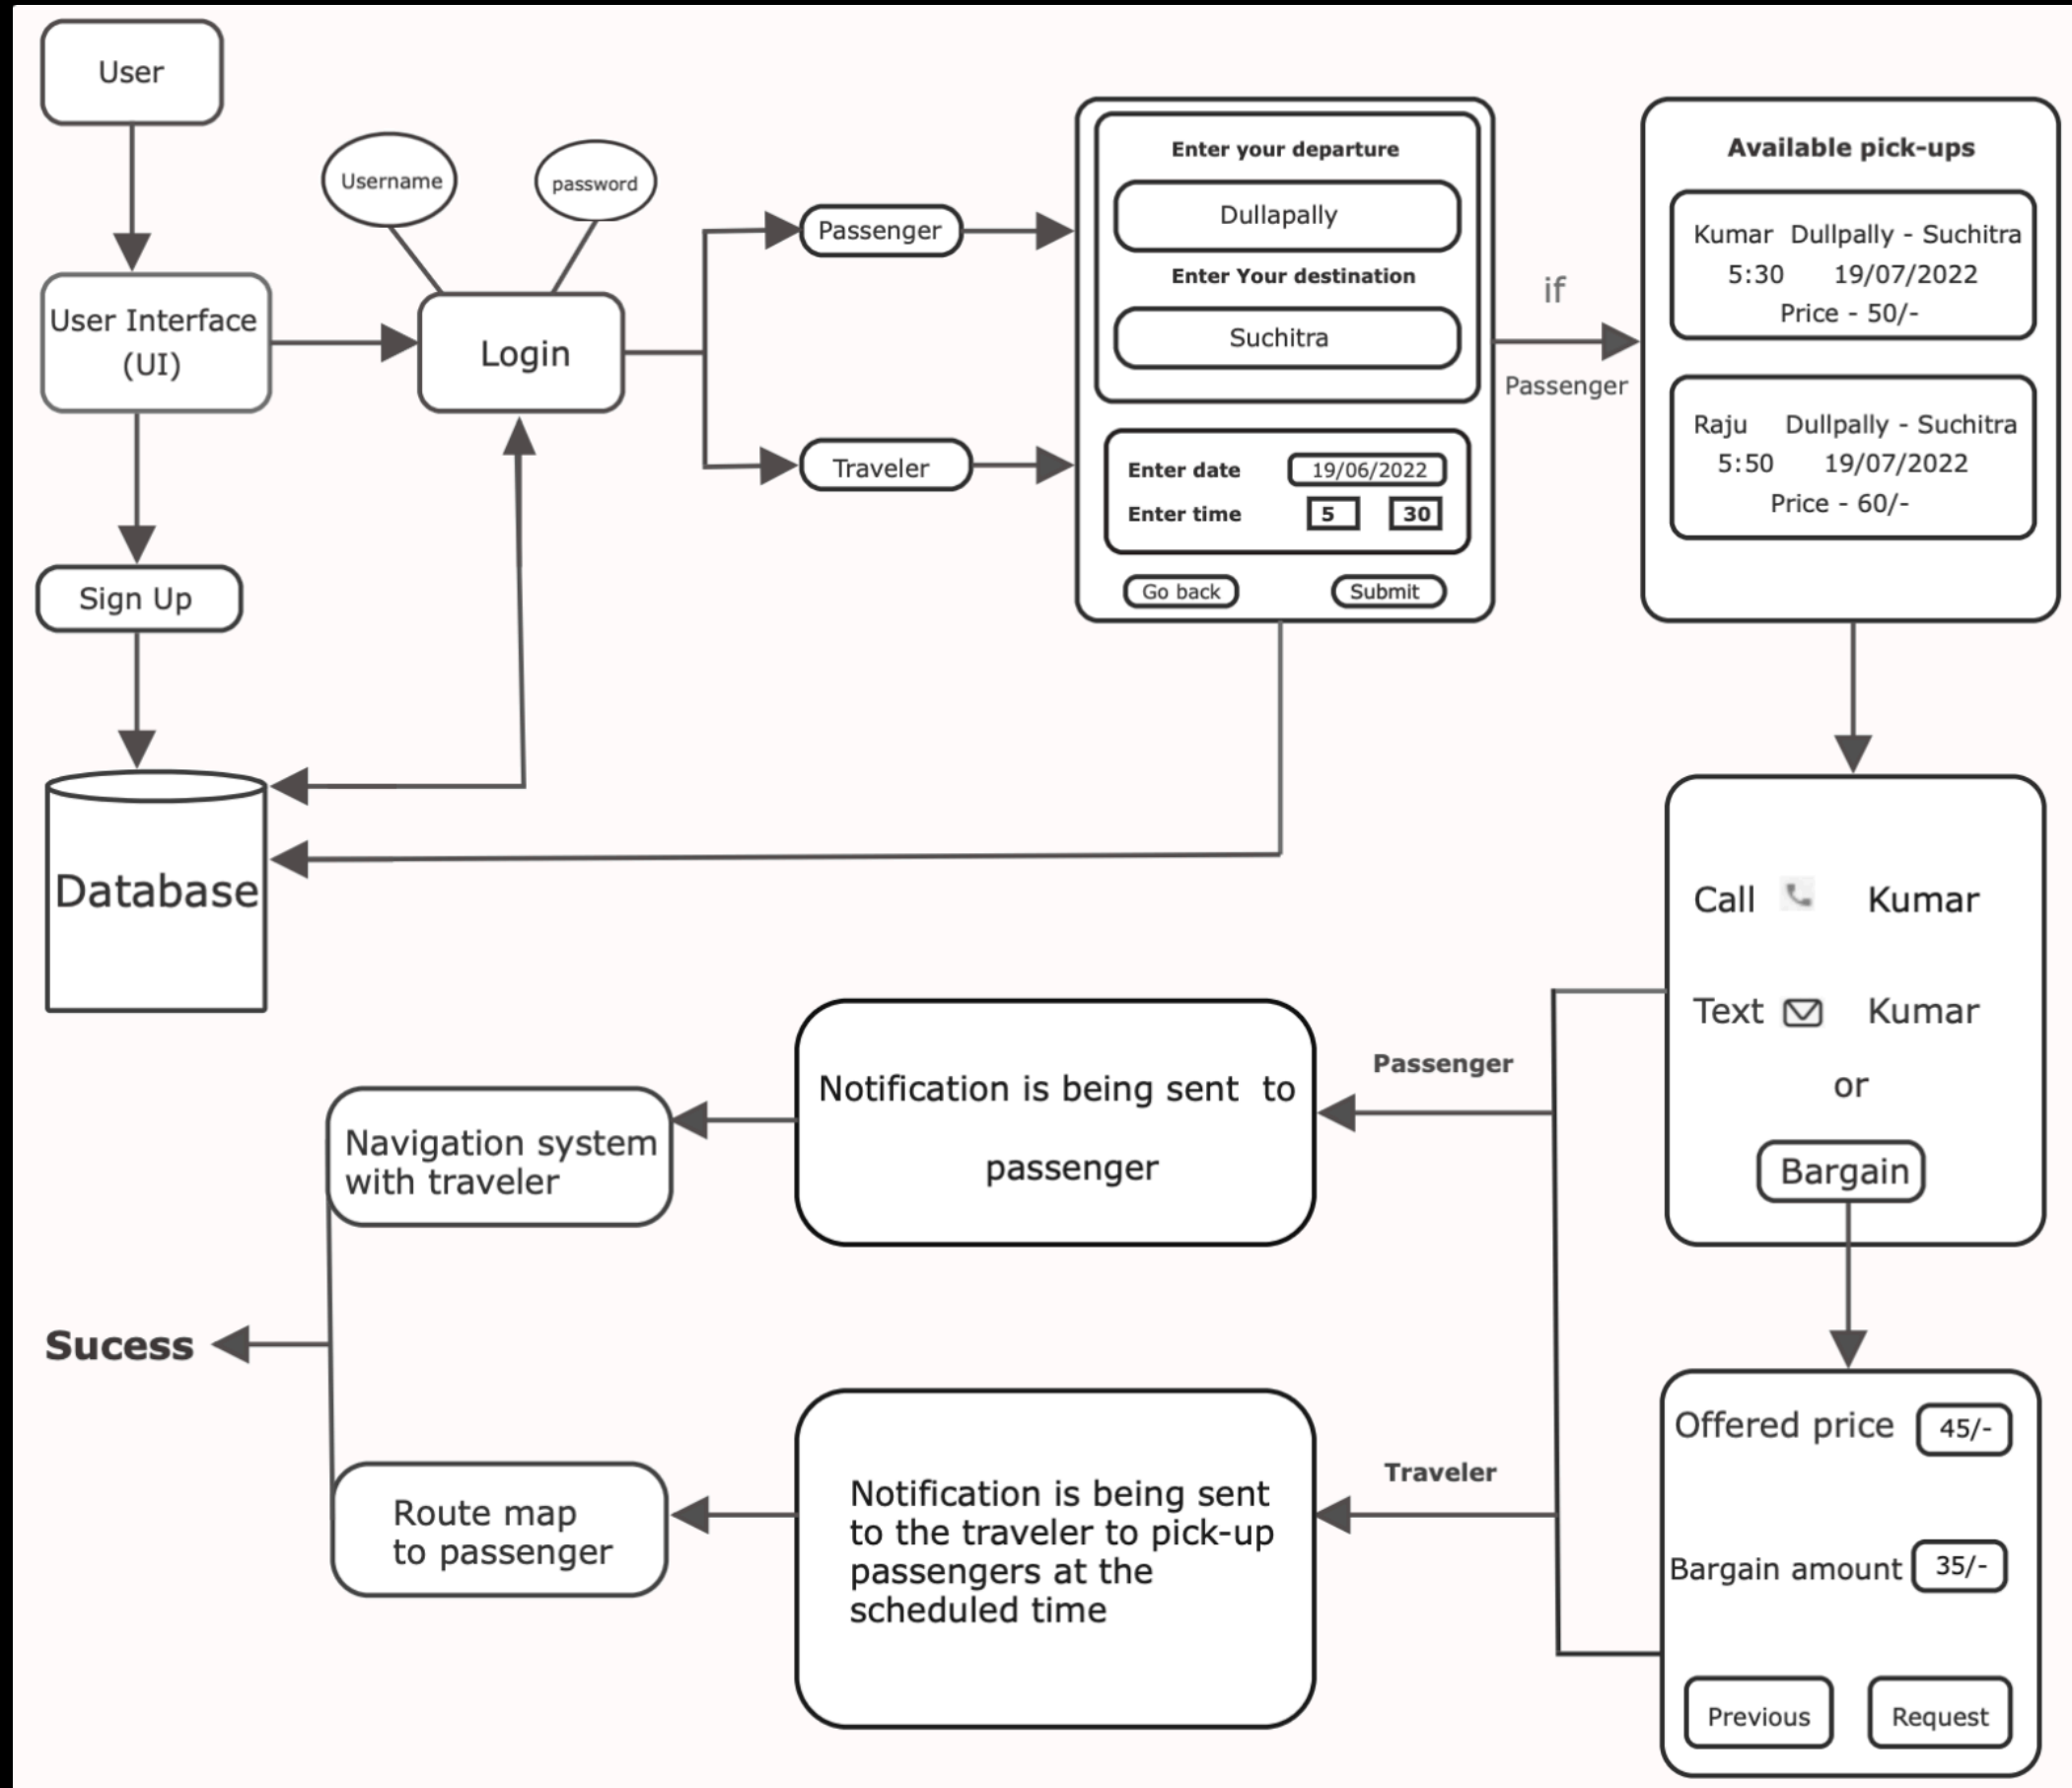 User
Username
password
User Interface
(UI)
Login
Sign Up
Database
Passenger
Traveler
Enter your departure
Dullapally
Enter Your destination
Suchitra
Enter date 19/06/2022
Enter time 5 30
Go back Submit
if
Passenger
Available pick-ups
Kumar Dullpally - Suchitra
5:30 19/07/2022
Price - 50/-
Raju Dullpally - Suchitra
5:50 19/07/2022
Price - 60/-
Call Kumar
Text Kumar
or
Bargain
Offered price 45/-
Bargain amount 35/-
Previous Request
Passenger
Notification is being sent to
passenger
Navigation system
with traveler
Traveler
Notification is being sent
to the traveler to pick-up
passengers at the
scheduled time
Route map
to passenger
Sucess